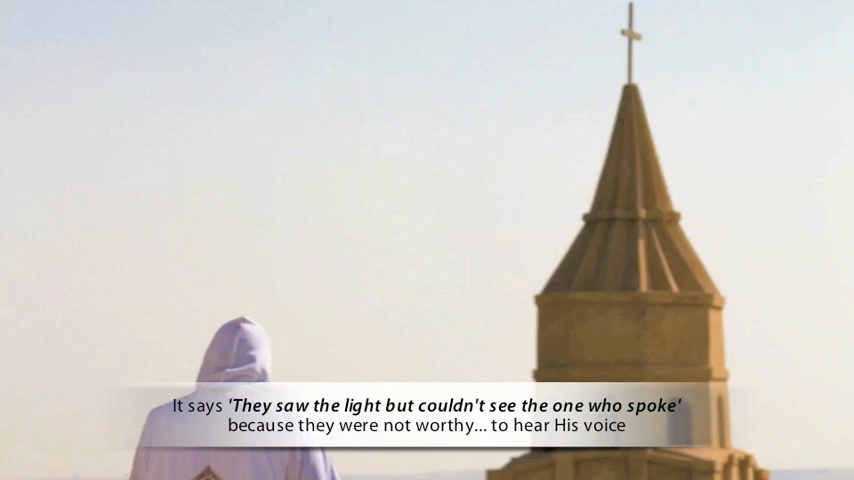 It says 'They saw the light but couldn't see the one who spoke'
because they were not worthy... to hear His voice